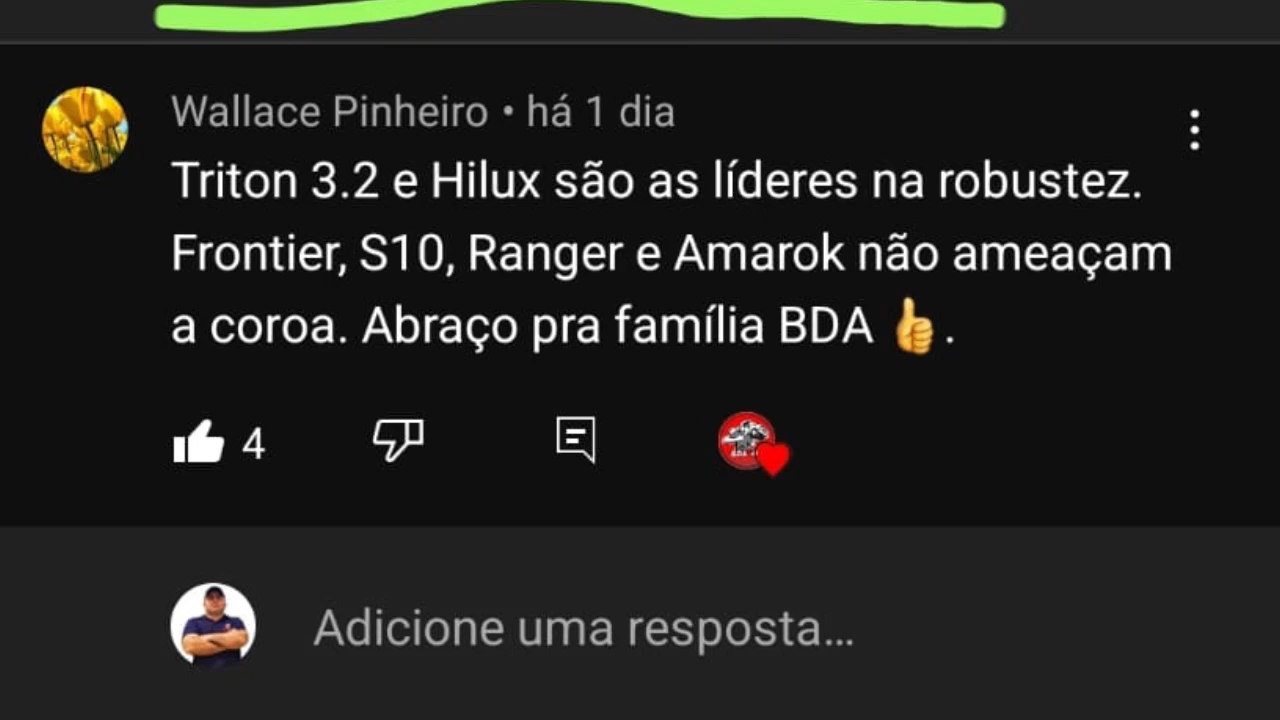 Wallace Pinheiro • há 1 dia
Triton 3.2 e Hilux são as líderes na robustez.
Frontier, S10, Ranger e Amarok não ameaçam
a coroa. Abraço pra família BDA 👍.
4
Adicione uma resposta...